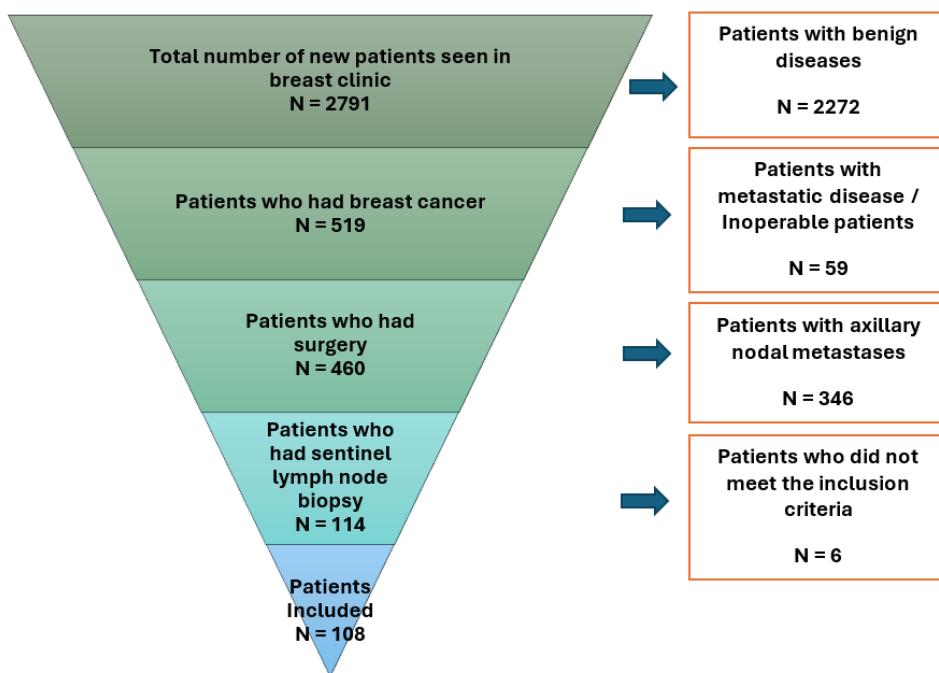 Total number of new patients seen in
breast clinic
N = 2791
Patients with benign
diseases
N = 2272
Patients who had breast cancer
N = 519
Patients with
metastatic disease /
Inoperable patients
N = 59
Patients who had
surgery
N = 460
Patients with axillary
nodal metastases
N = 346
Patients who
had sentinel
lymph node
biopsy
N = 114
Patients who did not
meet the inclusion
criteria
N = 6
Patients
Included
N = 108